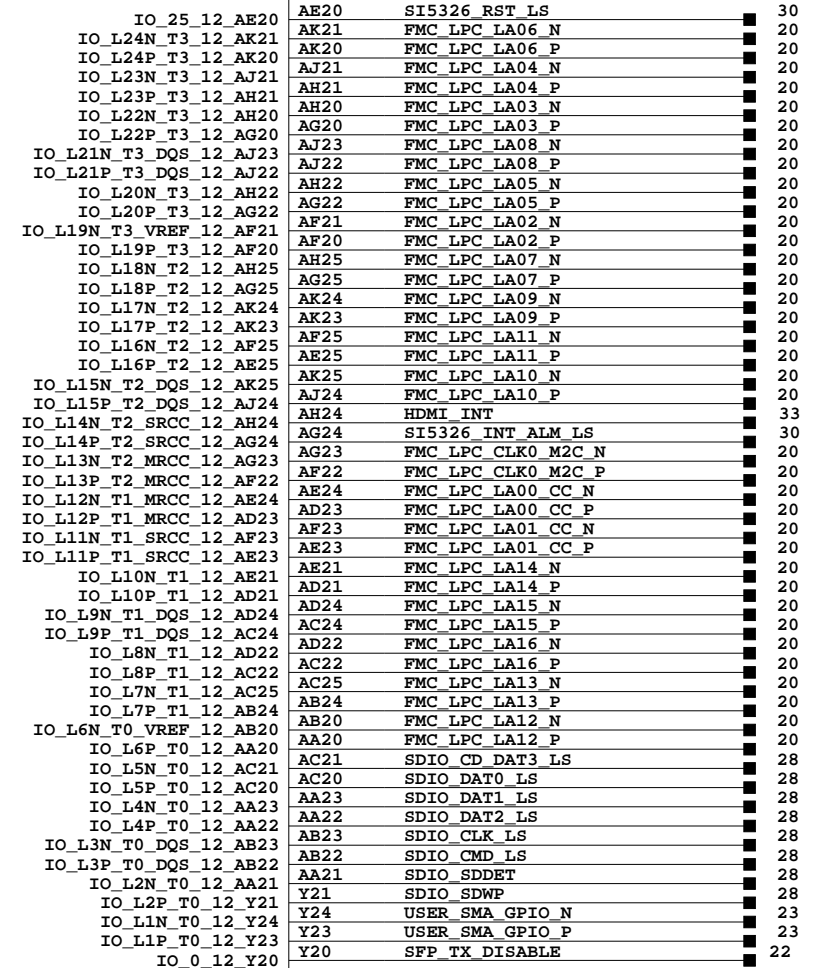 IO_25_12_AE20 AE20 SI5326_RST_LS 30
IO_L24N_T3_12_AK21 AK21 FMC_LPC_LA06_N 20
IO_L24P_T3_12_AK20 AK20 FMC_LPC_LA06_P 20
IO_L23N_T3_12_AJ21 AJ21 FMC_LPC_LA04_N 20
IO_L23P_T3_12_AH21 AH21 FMC_LPC_LA04_P 20
IO_L22N_T3_12_AH20 AH20 FMC_LPC_LA03_N 20
IO_L22P_T3_12_AG20 AG20 FMC_LPC_LA03_P 20
IO_L21N_T3_DQS_12_AJ23 AJ23 FMC_LPC_LA08_N 20
IO_L21P_T3_DQS_12_AJ22 AJ22 FMC_LPC_LA08_P 20
IO_L20N_T3_12_AH22 AH22 FMC_LPC_LA05_N 20
IO_L20P_T3_12_AG22 AG22 FMC_LPC_LA05_P 20
IO_L19N_T3_VREF_12_AF21 AF21 FMC_LPC_LA02_N 20
IO_L19P_T3_12_AF20 AF20 FMC_LPC_LA02_P 20
IO_L18N_T2_12_AH25 AH25 FMC_LPC_LA07_N 20
IO_L18P_T2_12_AG25 AG25 FMC_LPC_LA07_P 20
IO_L17N_T2_12_AK24 AK24 FMC_LPC_LA09_N 20
IO_L17P_T2_12_AK23 AK23 FMC_LPC_LA09_P 20
IO_L16N_T2_12_AF25 AF25 FMC_LPC_LA11_N 20
IO_L16P_T2_12_AE25 AE25 FMC_LPC_LA11_P 20
IO_L15N_T2_DQS_12_AK25 AK25 FMC_LPC_LA10_N 20
IO_L15P_T2_DQS_12_AJ24 AJ24 FMC_LPC_LA10_P 20
IO_L14N_T2_SRCC_12_AH24 AH24 HDMI_INT 33
IO_L14P_T2_SRCC_12_AG24 AG24 SI5326_INT_ALM_LS 30
IO_L13N_T2_MRCC_12_AG23 AG23 FMC_LPC_CLK0_M2C_N 20
IO_L13P_T2_MRCC_12_AF22 AF22 FMC_LPC_CLK0_M2C_P 20
IO_L12N_T1_MRCC_12_AE24 AE24 FMC_LPC_LA00_CC_N 20
IO_L12P_T1_MRCC_12_AD23 AD23 FMC_LPC_LA00_CC_P 20
IO_L11N_T1_SRCC_12_AF23 AF23 FMC_LPC_LA01_CC_N 20
IO_L11P_T1_SRCC_12_AE23 AE23 FMC_LPC_LA01_CC_P 20
IO_L10N_T1_12_AE21 AE21 FMC_LPC_LA14_N 20
IO_L10P_T1_12_AD21 AD21 FMC_LPC_LA14_P 20
IO_L9N_T1_DQS_12_AD24 AD24 FMC_LPC_LA15_N 20
IO_L9P_T1_DQS_12_AC24 AC24 FMC_LPC_LA15_P 20
IO_L8N_T1_12_AD22 AD22 FMC_LPC_LA16_N 20
IO_L8P_T1_12_AC22 AC22 FMC_LPC_LA16_P 20
IO_L7N_T1_12_AC25 AC25 FMC_LPC_LA13_N 20
IO_L7P_T1_12_AB24 AB24 FMC_LPC_LA13_P 20
IO_L6N_T0_VREF_12_AB20 AB20 FMC_LPC_LA12_N 20
IO_L6P_T0_12_AA20 AA20 FMC_LPC_LA12_P 20
IO_L5N_T0_12_AC21 AC21 SDIO_CD_DAT3_LS 28
IO_L5P_T0_12_AC20 AC20 SDIO_DAT0_LS 28
IO_L4N_T0_12_AA23 AA23 SDIO_DAT1_LS 28
IO_L4P_T0_12_AA22 AA22 SDIO_DAT2_LS 28
IO_L3N_T0_DQS_12_AB23 AB23 SDIO_CLK_LS 28
IO_L3P_T0_DQS_12_AB22 AB22 SDIO_CMD_LS 28
IO_L2N_T0_12_AA21 AA21 SDIO_SDDET 28
IO_L2P_T0_12_Y21 Y21 SDIO_SDWP 28
IO_L1N_T0_12_Y24 Y24 USER_SMA_GPIO_N 23
IO_L1P_T0_12_Y23 Y23 USER_SMA_GPIO_P 23
IO_0_12_Y20 Y20 SFP_TX_DISABLE 22